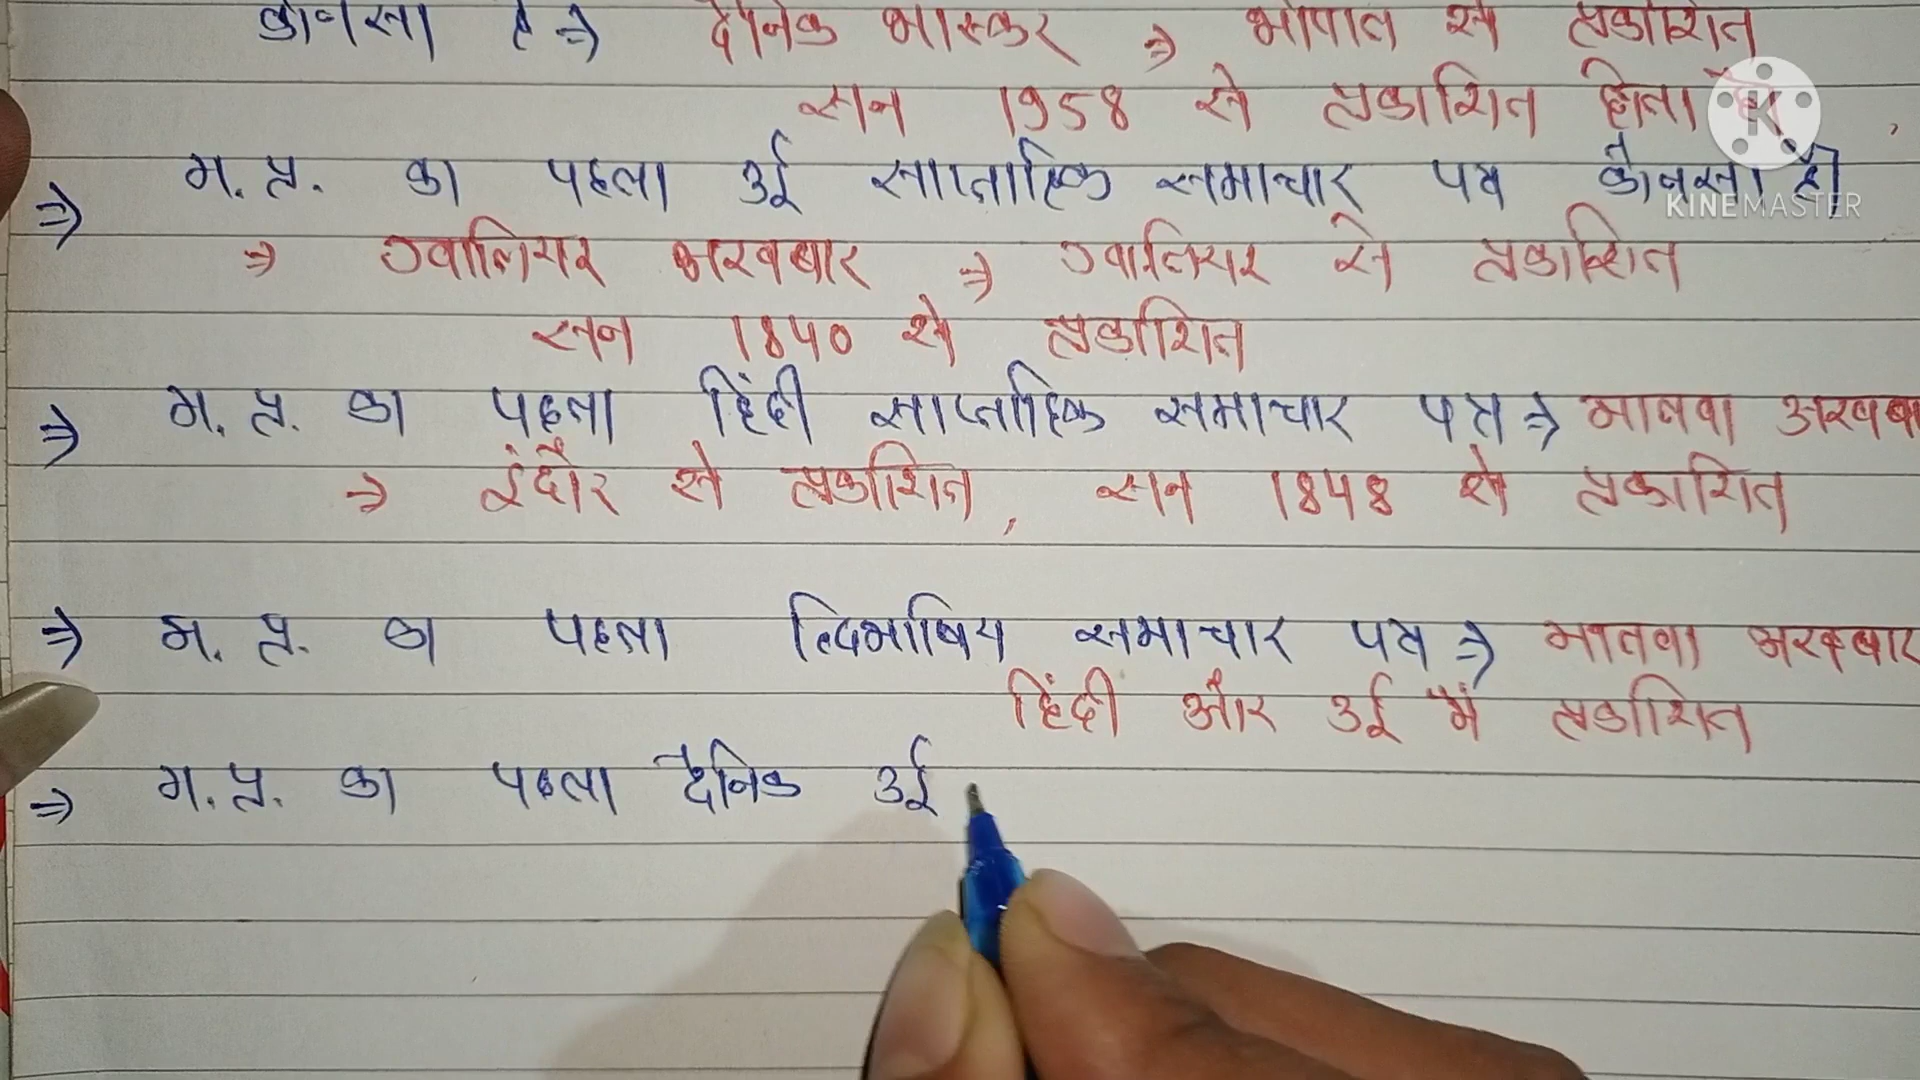 कौनसा है ⇒ दैनिक भास्कर ⇒ भोपाल से प्रकाशित
सन 1958 से प्रकाशित होता है,
⇒ म.प्र. का पहला उर्दू साप्ताहिक समाचार पत्र कौनसा है
⇒ ग्वालियर अखबार ⇒ ग्वालियर से प्रकाशित
सन 1840 से प्रकाशित
⇒ म.प्र. का पहला हिंदी साप्ताहिक समाचार पत्र ⇒ मालवा अखबा
⇒ इंदौर से प्रकाशित, सन 1848 से प्रकाशित
⇒ म.प्र. का पहला द्विभाषिय समाचार पत्र ⇒ मालवा अखबार
हिंदी और उर्दू में प्रकाशित
⇒ म.प्र. का पहला दैनिक उर्दू
K
KINEMASTER